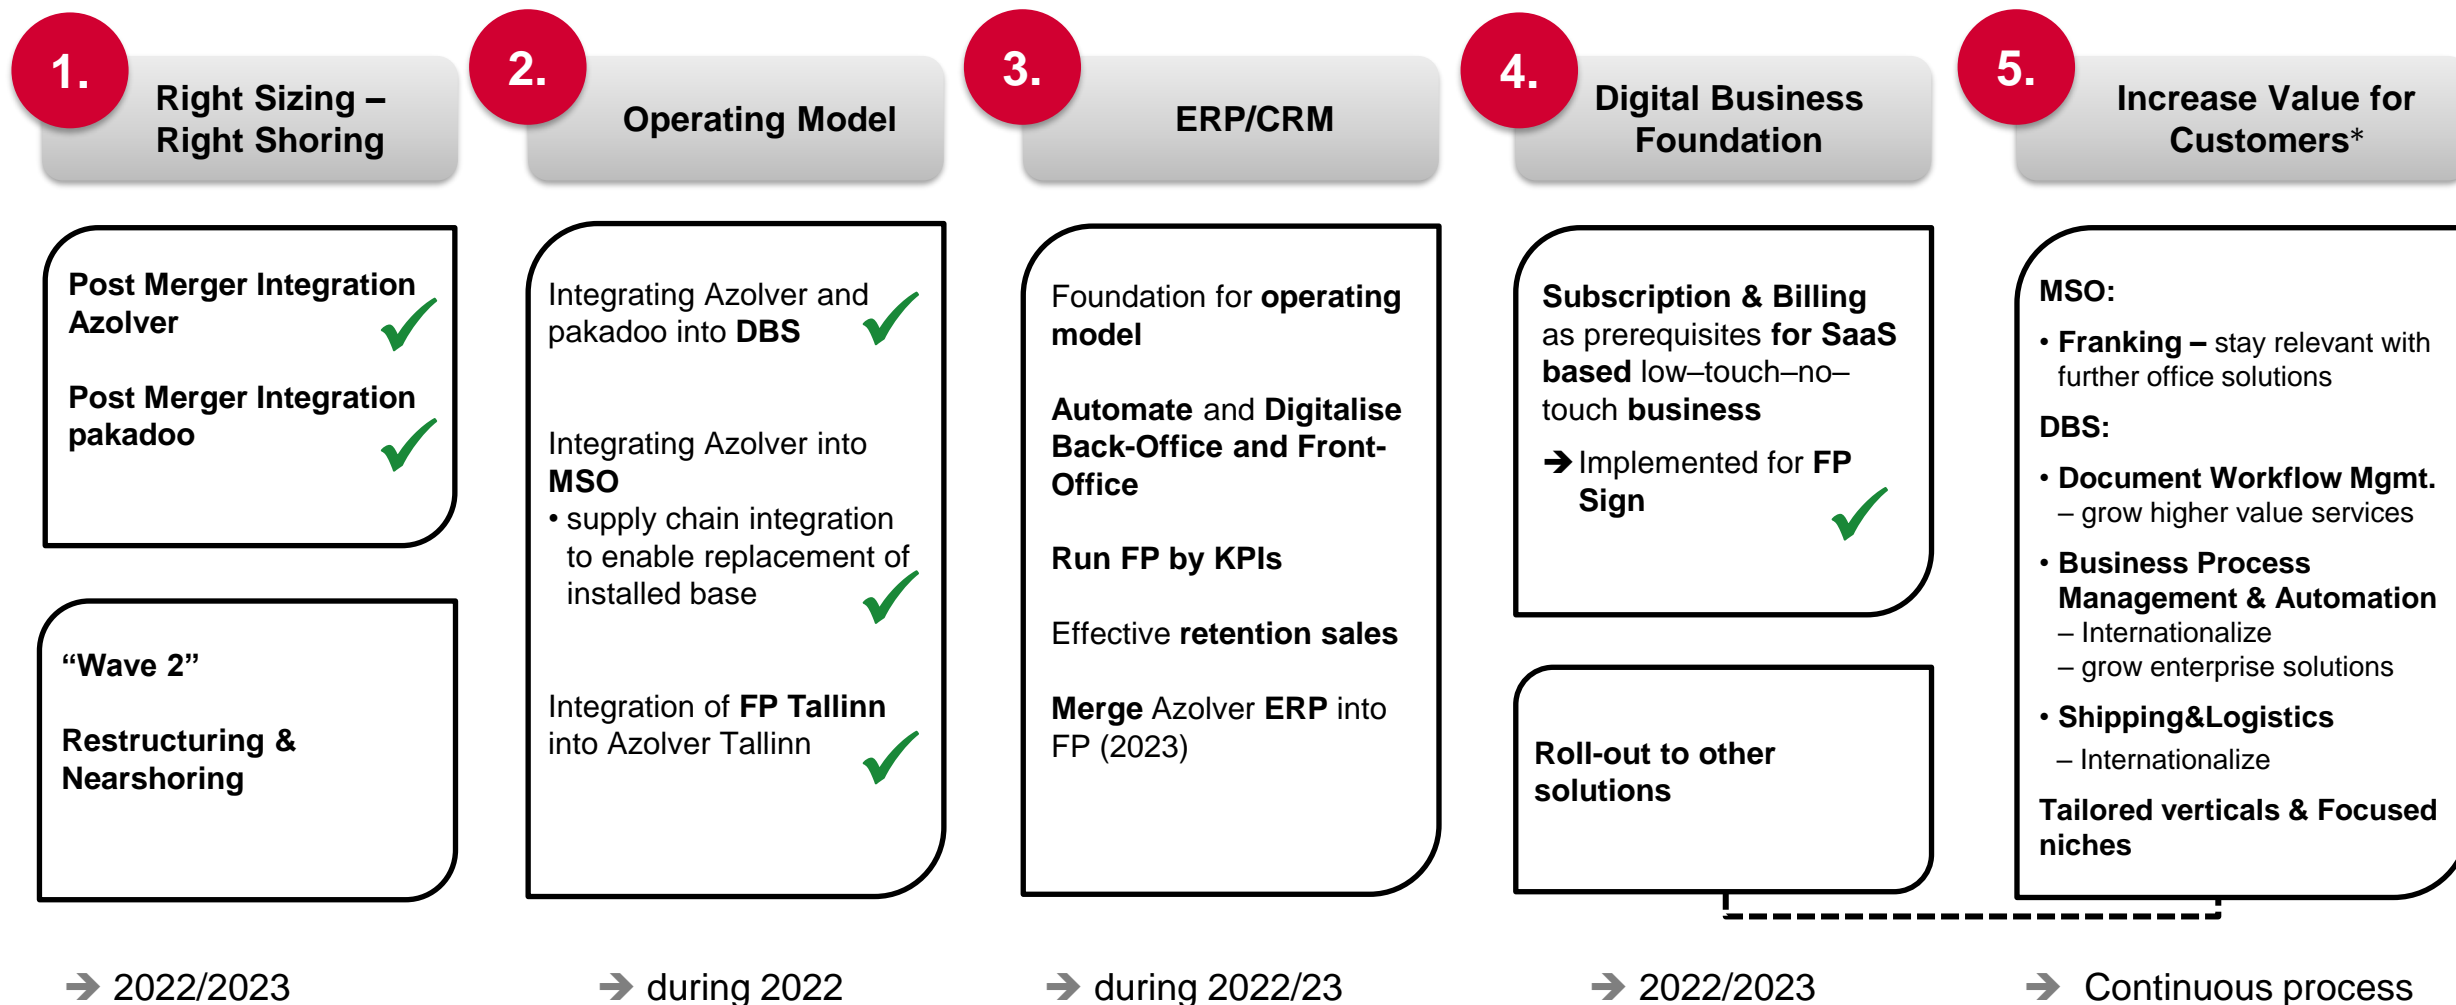 1.
Right Sizing –
Right Shoring
Post Merger Integration
Azolver
Post Merger Integration
pakadoo
“Wave 2”
Restructuring &
Nearshoring
➔ 2022/2023
2.
Operating Model
Integrating Azolver and
pakadoo into DBS
Integrating Azolver into
MSO
• supply chain integration
to enable replacement of
installed base
Integration of FP Tallinn
into Azolver Tallinn
➔ during 2022
3.
ERP/CRM
Foundation for operating
model
Automate and Digitalise
Back-Office and Front-
Office
Run FP by KPIs
Effective retention sales
Merge Azolver ERP into
FP (2023)
➔ during 2022/23
4.
Digital Business
Foundation
Subscription & Billing
as prerequisites for SaaS
based low–touch–no–
touch business
➔ Implemented for FP
Sign
Roll-out to other
solutions
➔ 2022/2023
5.
Increase Value for
Customers*
MSO:
• Franking – stay relevant with
further office solutions
DBS:
• Document Workflow Mgmt.
– grow higher value services
• Business Process
Management & Automation
– Internationalize
– grow enterprise solutions
• Shipping&Logistics
– Internationalize
Tailored verticals & Focused
niches
➔ Continuous process